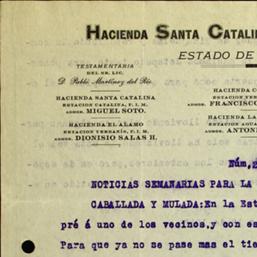 HACIENDA SANTA CATALI
ESTADO DE
TESTAMENTARIA
DEL SR. LIC.
D. Pablo Martínez del Río.
HACIENDA SANTA CATALINA
ESTACION CATALINA, F. I. M.
ADMOR. MIGUEL SOTO.
HACIENDA EL ALAMO
ESTACION YERBANÍS, F. I. M.
ADMOR. DIONISIO SALAS H.
HACIENDA
ESTACION
ADMOR. FRANCISCO
HACIENDA LA
ESTACION
ADMOR. ANTON
Núm.
NOTICIAS SEMANARIAS PARA LA
CABALLADA Y MULADA:En la Est
pré á uno de los vecinos,y con es
Para que ya no se pase mas el tie